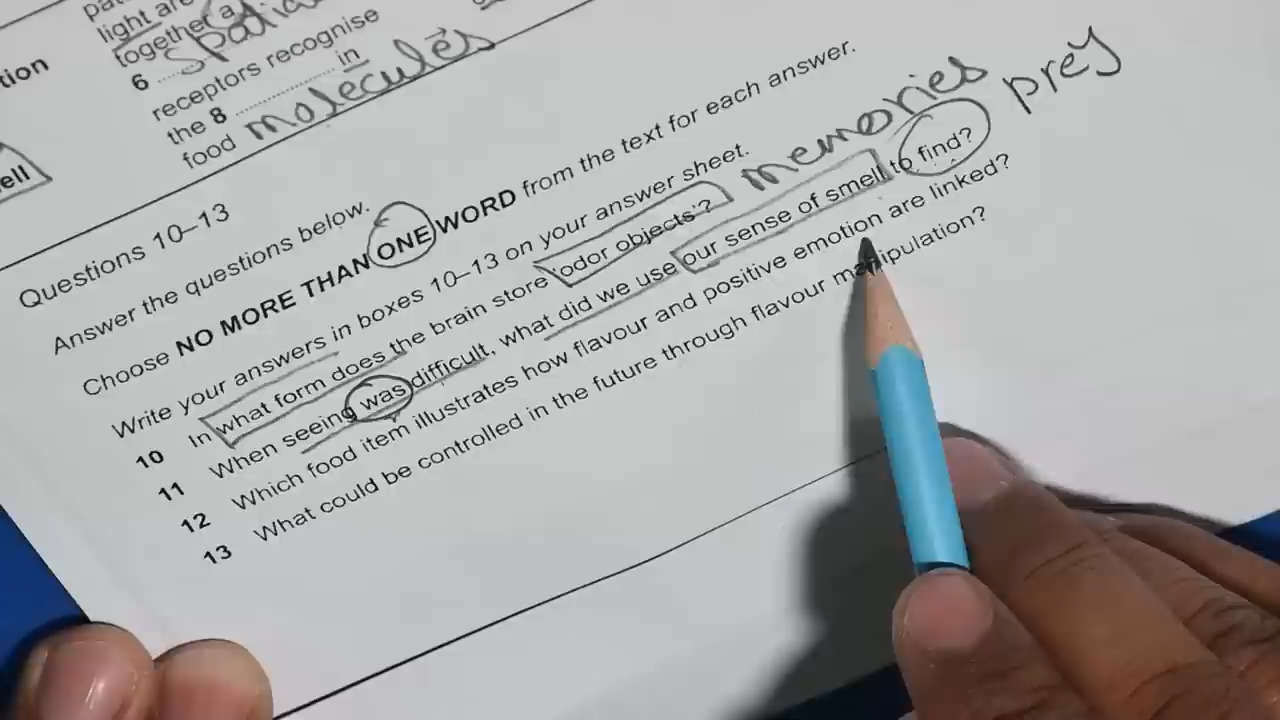 light are
together (a
6 ........ spatial
receptors recognise
the 8 ................ in
food molecules
tion
ell
Questions 10–13
Answer the questions below.
Choose NO MORE THAN ONE WORD from the text for each answer.
Write your answers in boxes 10–13 on your answer sheet.
10 In what form does the brain store 'odor objects'? memories
11 When seeing was difficult, what did we use our sense of smell to find? prey
12 Which food item illustrates how flavour and positive emotion are linked?
13 What could be controlled in the future through flavour manipulation?